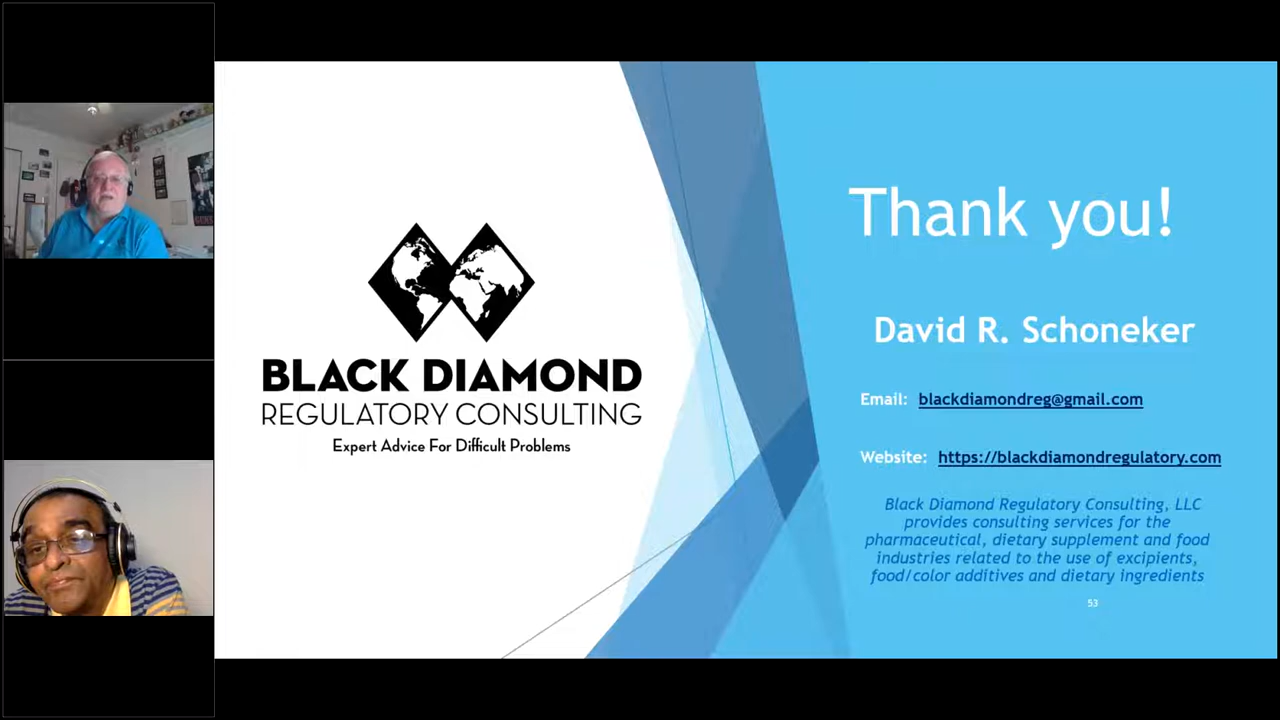 BLACK DIAMOND
REGULATORY CONSULTING
Expert Advice For Difficult Problems
Thank you!
David R. Schoneker
Email: blackdiamondreg@gmail.com
Website: https://blackdiamondregulatory.com
Black Diamond Regulatory Consulting, LLC
provides consulting services for the
pharmaceutical, dietary supplement and food
industries related to the use of excipients,
food/color additives and dietary ingredients
53